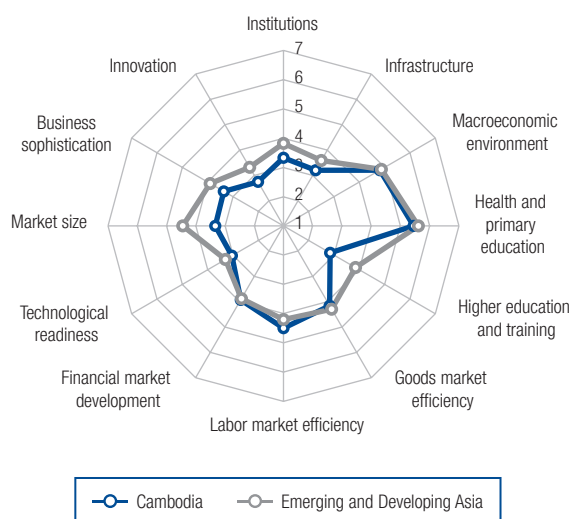 Institutions
Infrastructure
Macroeconomic
environment
Health and
primary
education
Higher education
and training
Goods market
efficiency
Labor market efficiency
Financial market
development
Technological
readiness
Market size
Business
sophistication
Innovation
7
6
5
4
3
2
1
Cambodia
Emerging and Developing Asia